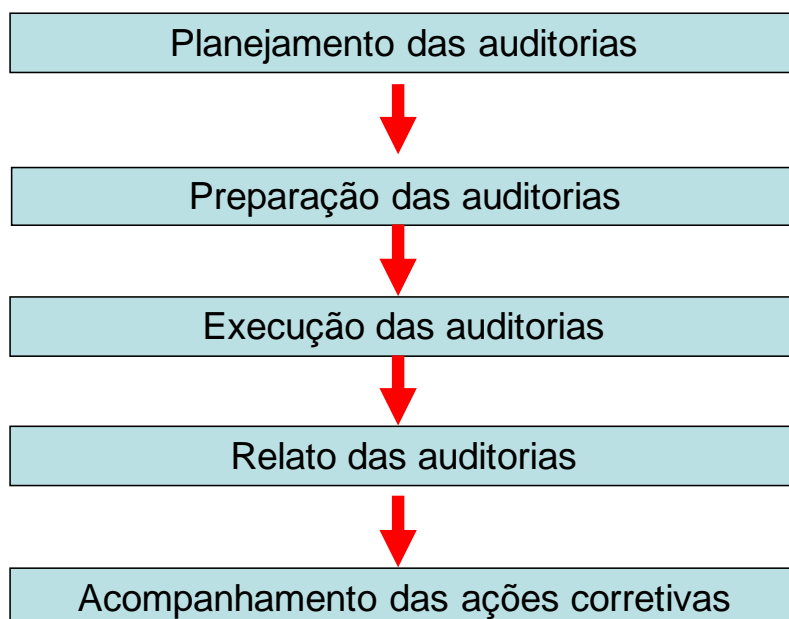 Planejamento das auditorias
Preparação das auditorias
Execução das auditorias
Relato das auditorias
Acompanhamento das ações corretivas